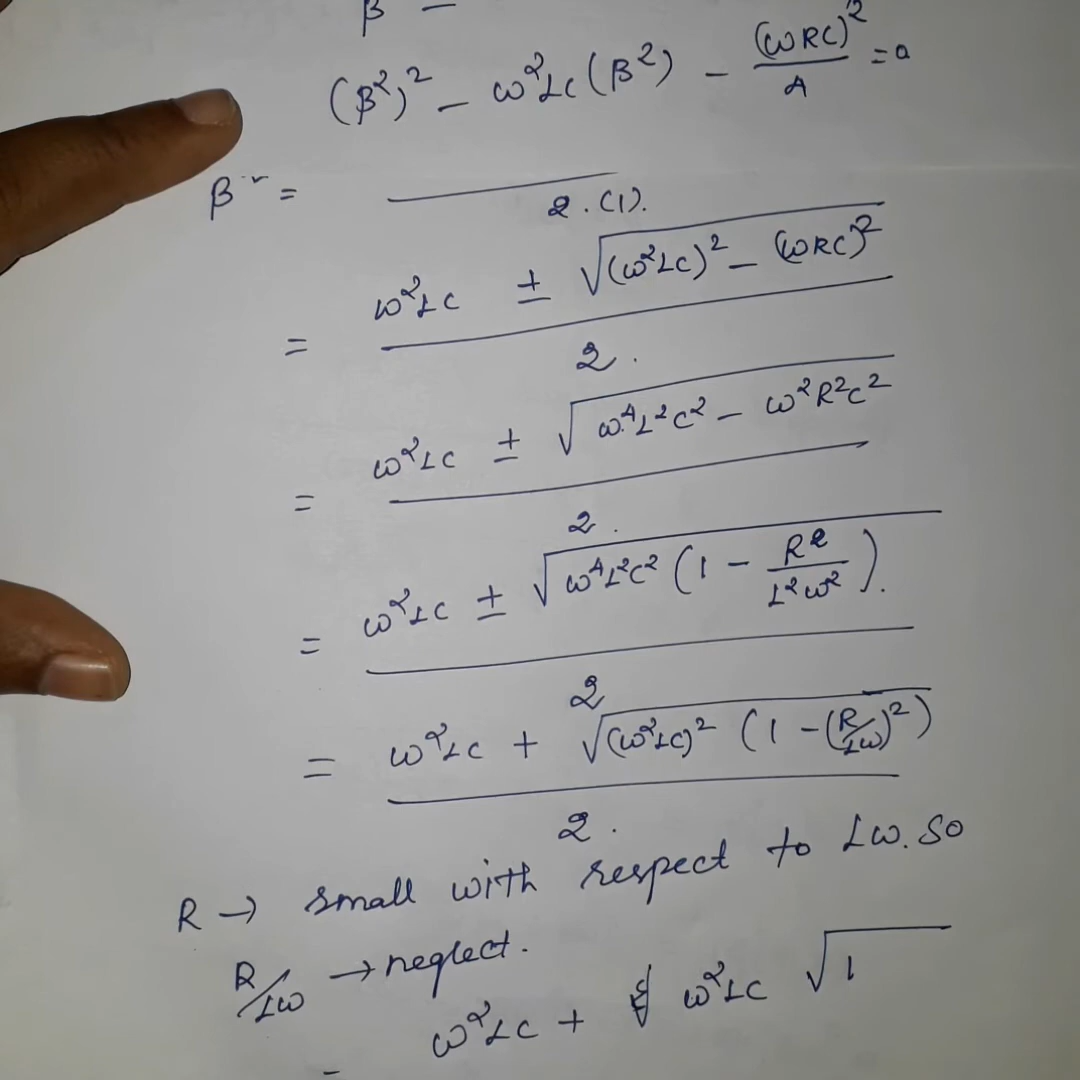 β —
(β²)² — ω²LC (β²) — (ωRC)²/4 = 0
β² = ——— / 2.(1).
= ω²LC ± √((ω²LC)² — (ωRC)²) / 2.
= ω²LC ± √(ω⁴L²C² — ω²R²C²) / 2.
= ω²LC ± √(ω⁴L²C² (1 — R²/L²ω²)). / 2
= ω²LC + √((ω²LC)² (1 — (R/Lω)²)) / 2.
R → small with respect to Lω. So
R/Lω → neglect.
ω²LC + ω²LC √1